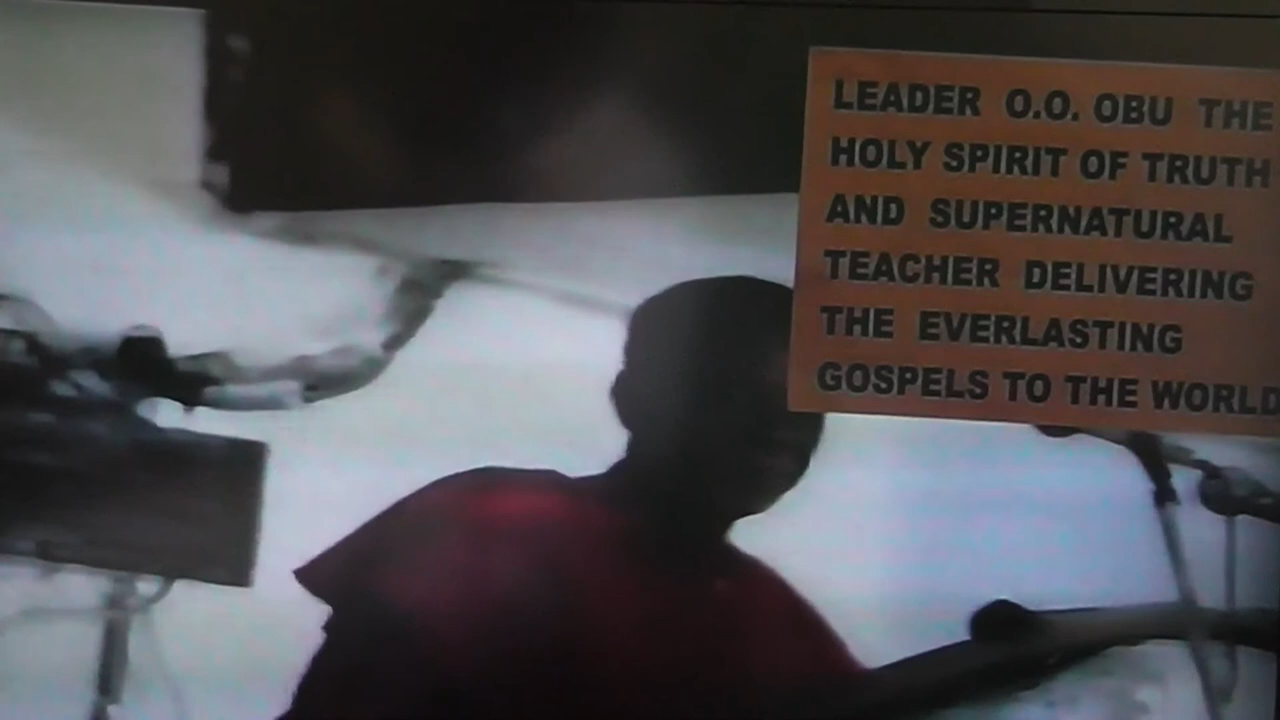 LEADER O.O. OBU THE
HOLY SPIRIT OF TRUTH
AND SUPERNATURAL
TEACHER DELIVERING
THE EVERLASTING
GOSPELS TO THE WORLD